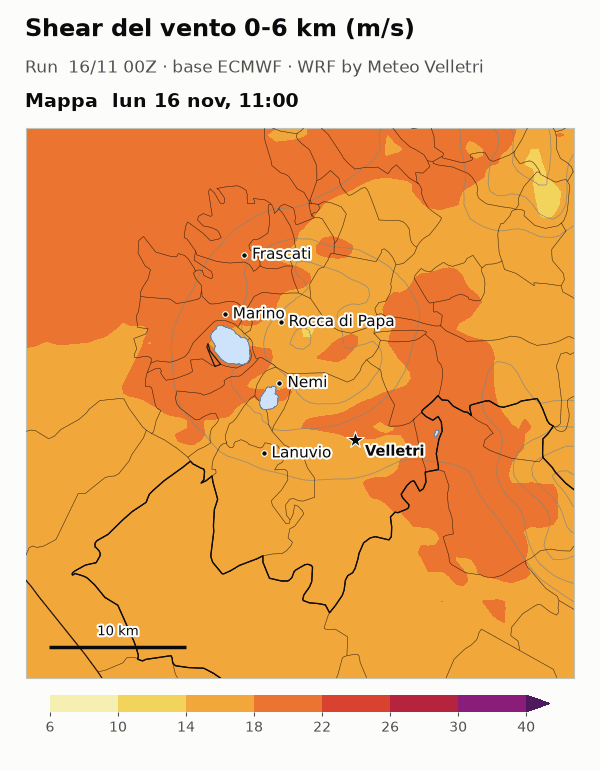 Shear del vento 0-6 km (m/s)
Run  16/11 00Z · base ECMWF · WRF by Meteo Velletri
Mappa  lun 16 nov, 11:00
Frascati
Marino
Rocca di Papa
Nemi
Velletri
Lanuvio
10 km
6 10 14 18 22 26 30 40